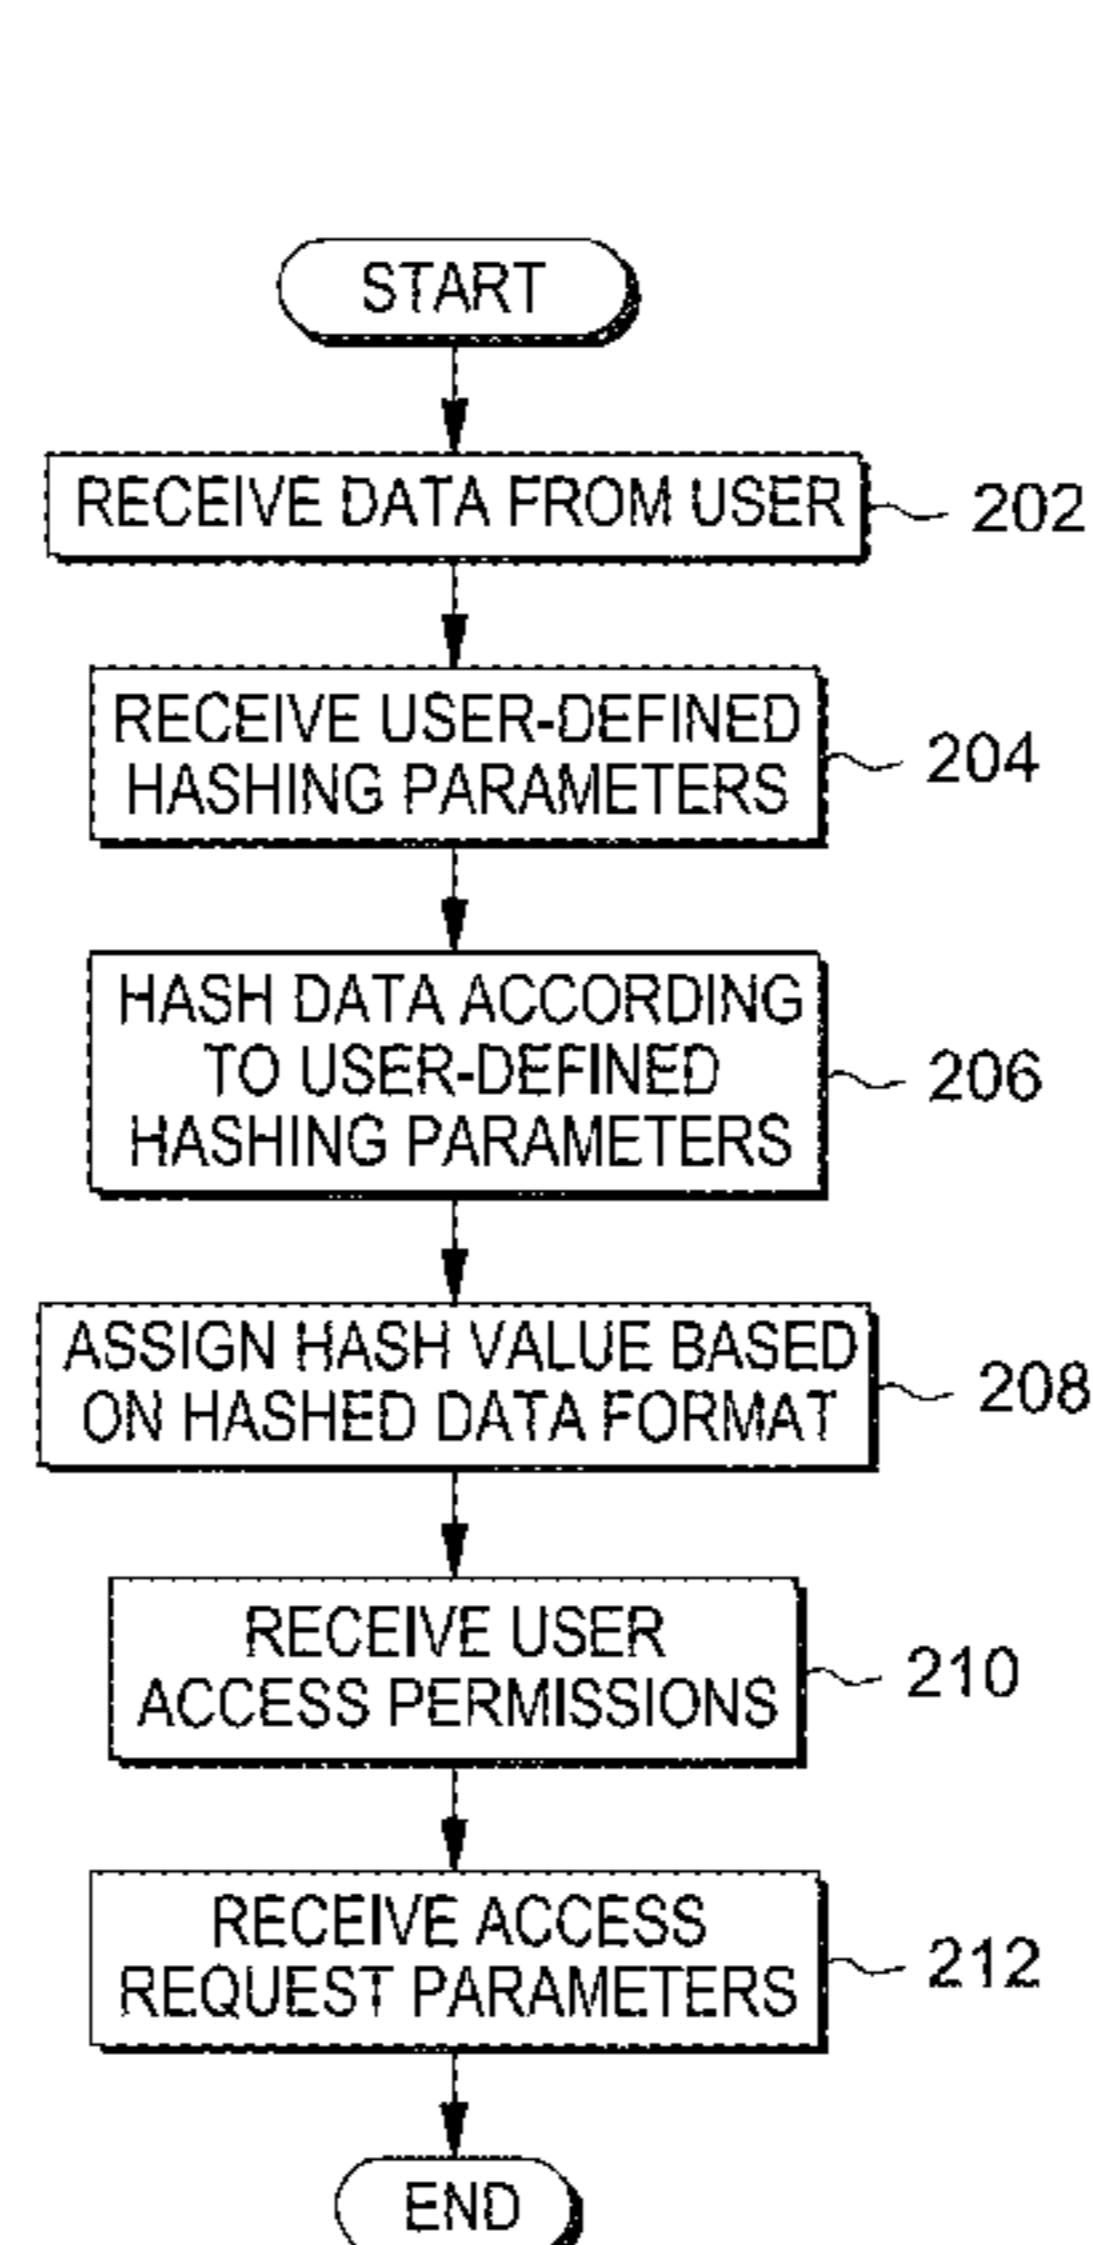 START
RECEIVE DATA FROM USER
202
RECEIVE USER-DEFINED
HASHING PARAMETERS
204
HASH DATA ACCORDING
TO USER-DEFINED
HASHING PARAMETERS
206
ASSIGN HASH VALUE BASED
ON HASHED DATA FORMAT
208
RECEIVE USER
ACCESS PERMISSIONS
210
RECEIVE ACCESS
REQUEST PARAMETERS
212
END